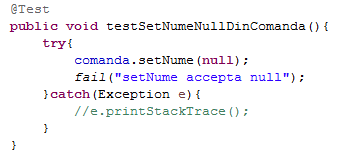 @Test
public void testSetNumeNullDinComanda(){
try{
comanda.setNume(null);
fail("setNume accepta null");
}catch(Exception e){
//e.printStackTrace();
}
}